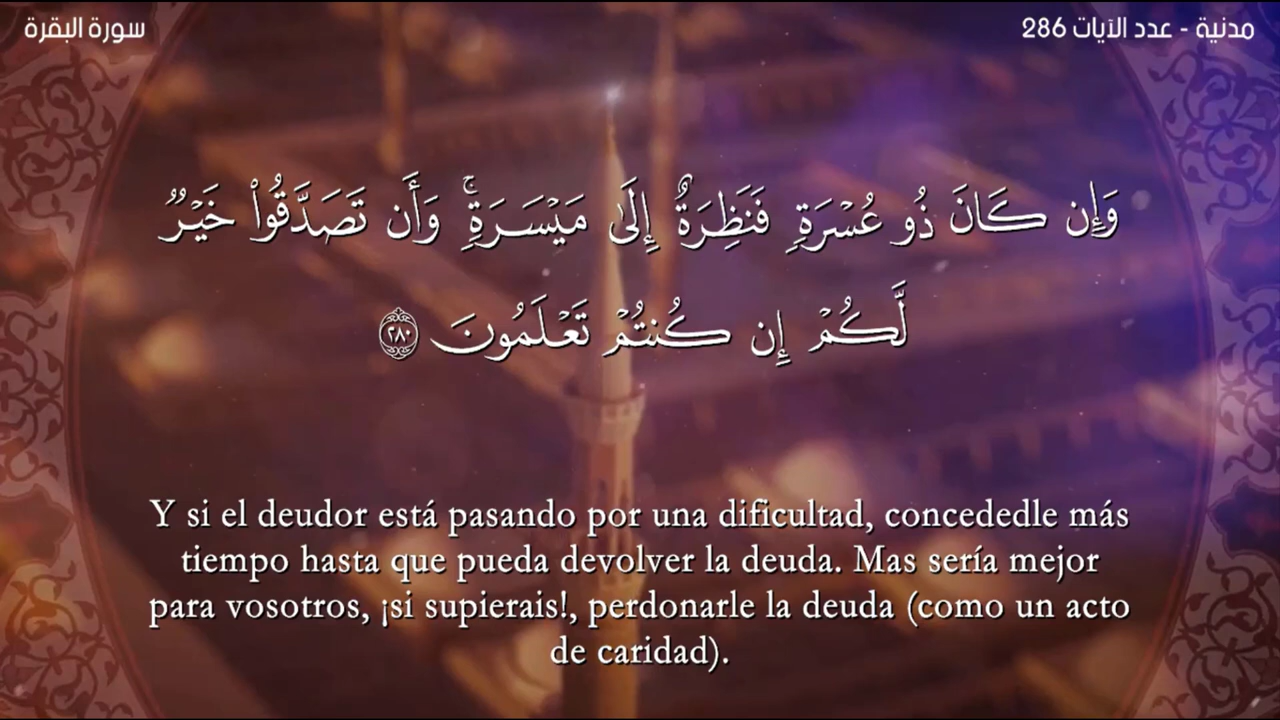 سورة البقرة
مدنية - عدد الآيات 286
وَإِن كَانَ ذُو عُسْرَةٍ فَنَظِرَةٌ إِلَىٰ مَيْسَرَةٍ ۚ وَأَن تَصَدَّقُوا۟ خَيْرٌ
لَّكُمْ إِن كُنتُمْ تَعْلَمُونَ ٢٨٠
Y si el deudor está pasando por una dificultad, concededle más
tiempo hasta que pueda devolver la deuda. Mas sería mejor
para vosotros, ¡si supierais!, perdonarle la deuda (como un acto
de caridad).